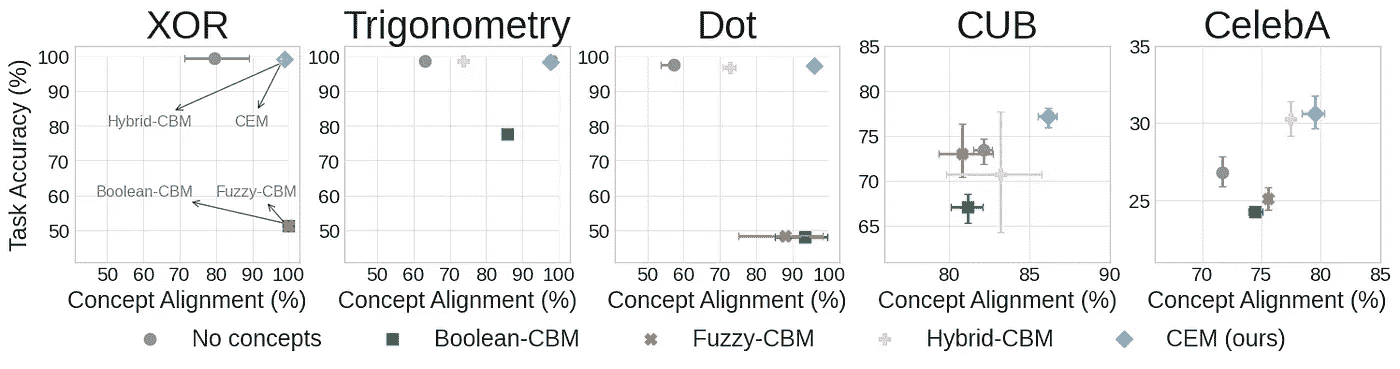 XOR Trigonometry Dot CUB CelebA
Task Accuracy (%)
100 90 80 70 60 50
Hybrid-CBM CEM
Boolean-CBM Fuzzy-CBM
50 60 70 80 90 100
Concept Alignment (%)
100 90 80 70 60 50
50 60 70 80 90 100
Concept Alignment (%)
100 90 80 70 60 50
50 60 70 80 90 100
Concept Alignment (%)
85 80 75 70 65
80 85 90
Concept Alignment (%)
35 30 25
70 75 80 85
Concept Alignment (%)
No concepts Boolean-CBM Fuzzy-CBM Hybrid-CBM CEM (ours)